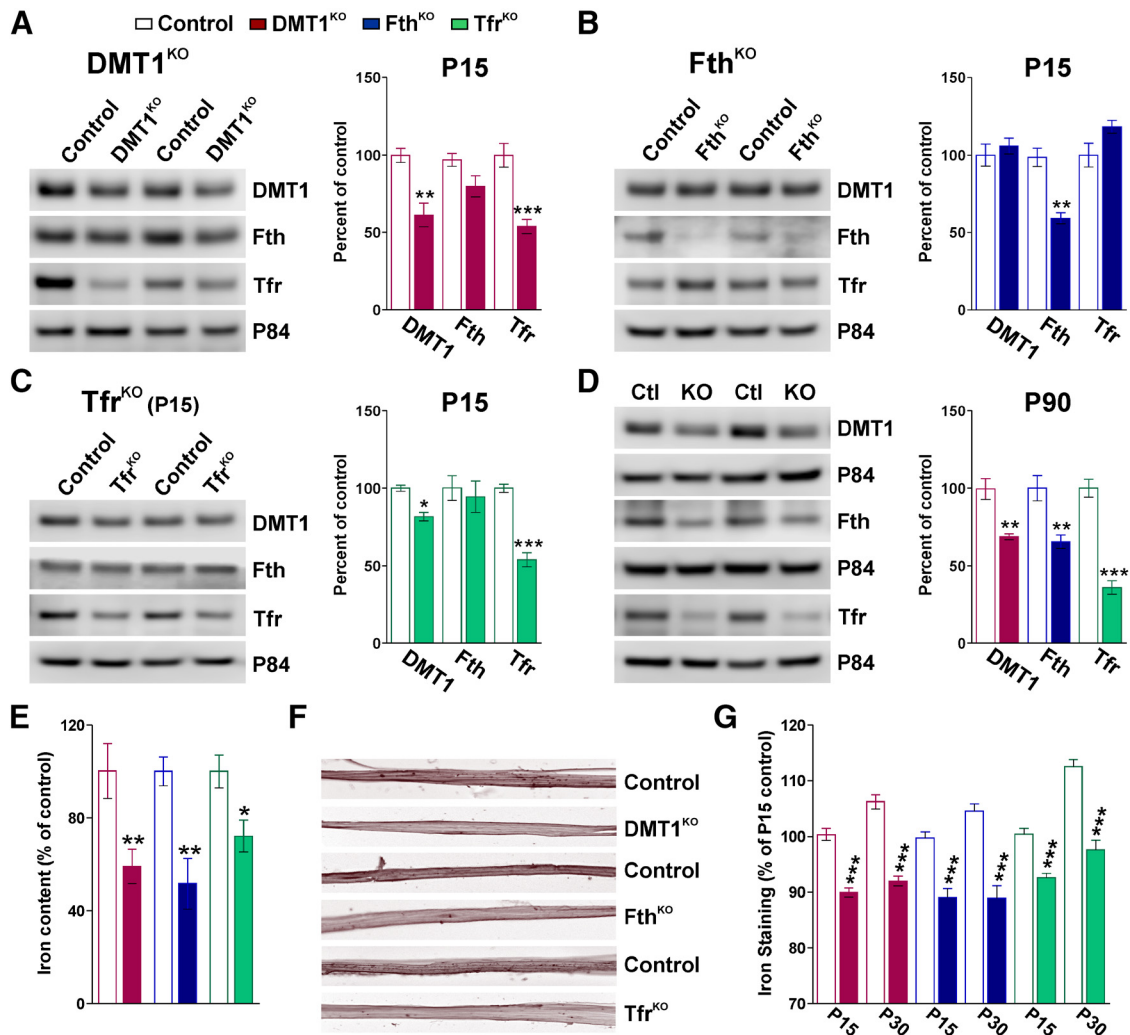 A
Control DMT1KO FthKO TfrKO
DMT1KO
Control DMT1KO Control DMT1KO
DMT1
Fth
Tfr
P84
P15
Percent of control
150
100
50
0
** ***
DMT1 Fth Tfr
B
FthKO
Control FthKO Control FthKO
DMT1
Fth
Tfr
P84
P15
Percent of control
150
100
50
0
**
DMT1 Fth Tfr
C
TfrKO (P15)
Control TfrKO Control TfrKO
DMT1
Fth
Tfr
P84
P15
Percent of control
150
100
50
0
* ***
DMT1 Fth Tfr
D
Ctl KO Ctl KO
DMT1
P84
Fth
P84
Tfr
P84
P90
Percent of control
150
100
50
0
** ** ***
DMT1 Fth Tfr
E
Iron content (% of control)
120
80
40
0
** ** *
F
Control
DMT1KO
Control
FthKO
Control
TfrKO
G
Iron Staining (% of P15 control)
120
110
100
90
80
70
*** *** *** *** *** ***
P15 P30 P15 P30 P15 P30